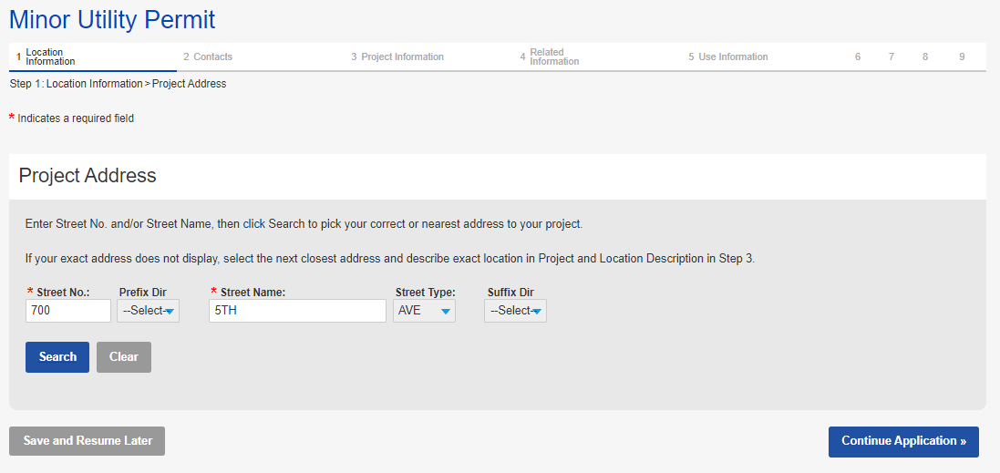 Minor Utility Permit
1 Location Information
2 Contacts
3 Project Information
4 Related Information
5 Use Information
6
7
8
9
Step 1: Location Information > Project Address
* Indicates a required field
Project Address
Enter Street No. and/or Street Name, then click Search to pick your correct or nearest address to your project.
If your exact address does not display, select the next closest address and describe exact location in Project and Location Description in Step 3.
* Street No.: Prefix Dir * Street Name: Street Type: Suffix Dir
700 --Select-- 5TH AVE --Select--
Search Clear
Save and Resume Later Continue Application »